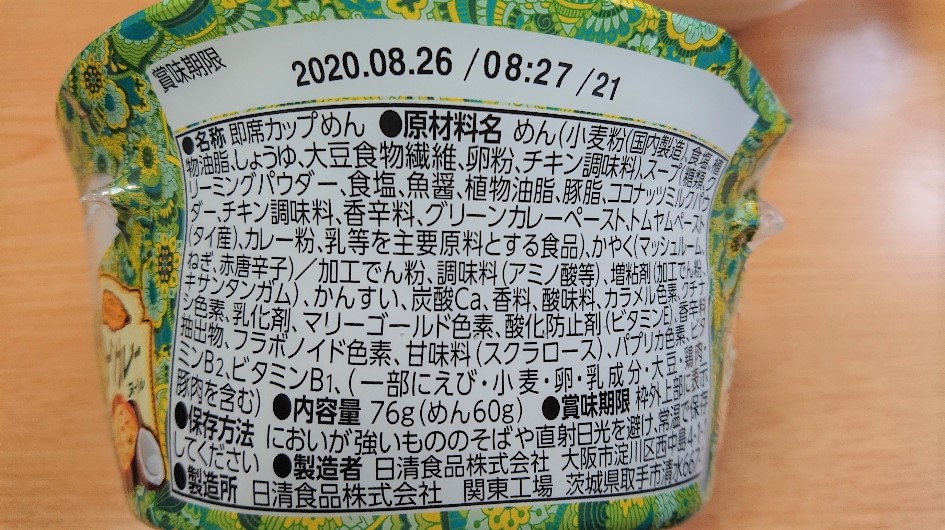 賞味期限
2020.08.26 /08:27 /21
●名称 即席カップめん ●原材料名 めん(小麦粉(国内製造)、食塩、植
物油脂、しょうゆ、大豆食物繊維、卵粉、チキン調味料)、スープ(糖類、ク
リーミングパウダー、食塩、魚醤、植物油脂、豚脂、ココナッツミルクパウ
ダー、チキン調味料、香辛料、グリーンカレーペースト、トムヤムペースト
(タイ産)、カレー粉、乳等を主要原料とする食品)、かやく(マッシュルーム、
ねぎ、赤唐辛子)／加工でん粉、調味料(アミノ酸等)、増粘剤(加工でん粉、
キサンタンガム)、かんすい、炭酸Ca、香料、酸味料、カラメル色素、クチナ
シ色素、乳化剤、マリーゴールド色素、酸化防止剤(ビタミンE)、香辛料
抽出物、フラボノイド色素、甘味料(スクラロース)、パプリカ色素、ビタ
ミンB2、ビタミンB1、(一部にえび・小麦・卵・乳成分・大豆・鶏肉・
豚肉を含む) ●内容量 76g(めん60g) ●賞味期限 枠外上部に表示
●保存方法 においが強いもののそばや直射日光を避け、常温で保存
してください ●製造者 日清食品株式会社 大阪市淀川区西中島4-1-
●製造所 日清食品株式会社 関東工場 茨城県取手市清水667
カレー